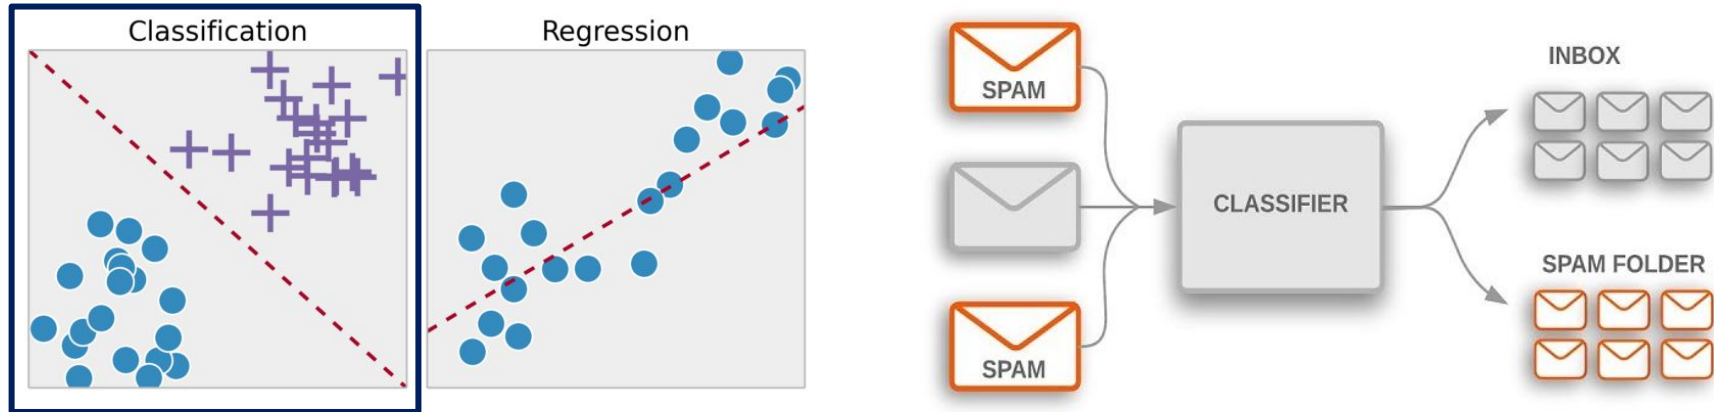 Classification
Regression
SPAM
SPAM
CLASSIFIER
INBOX
SPAM FOLDER